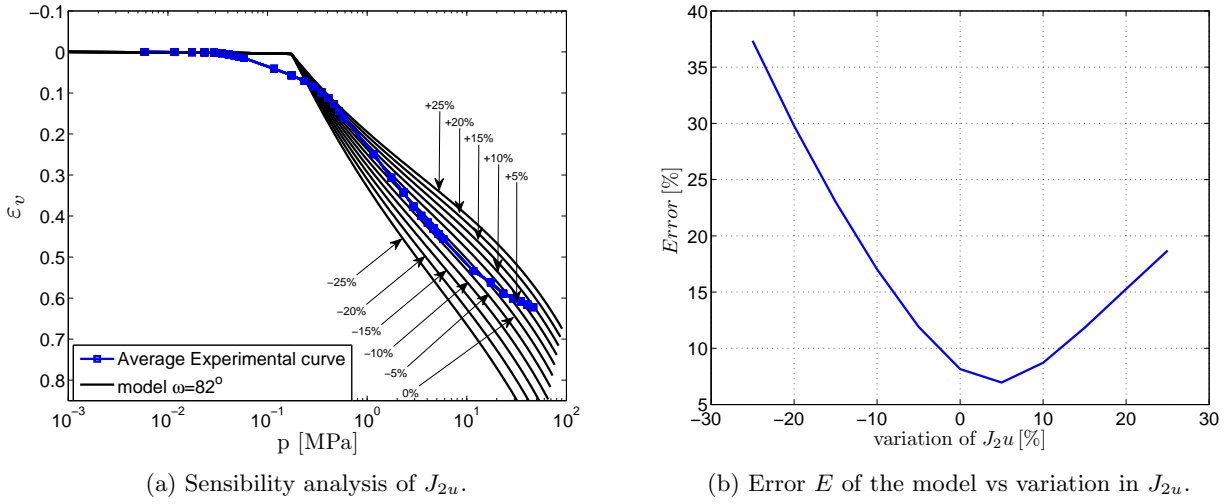 −0.1
0
0.1
0.2
0.3
0.4
0.5
0.6
0.7
0.8
εv
+25%
+20%
+15%
+10%
+5%
−25%
−20%
−15%
−10%
−5%
0%
Average Experimental curve
model ω=82°
10−3 10−2 10−1 100 101 102
p [MPa]
(a) Sensibility analysis of J2u.
40
35
30
25
20
15
10
5
Error [%]
−30 −20 −10 0 10 20 30
variation of J2u [%]
(b) Error E of the model vs variation in J2u.